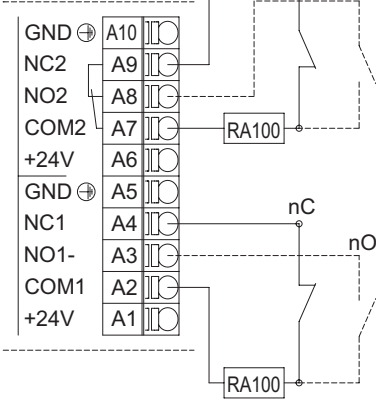 GND A10
NC2 A9
NO2 A8
COM2 A7 RA100
+24V A6
GND A5
NC1 A4 nC
NO1- A3 nO
COM1 A2
+24V A1
RA100